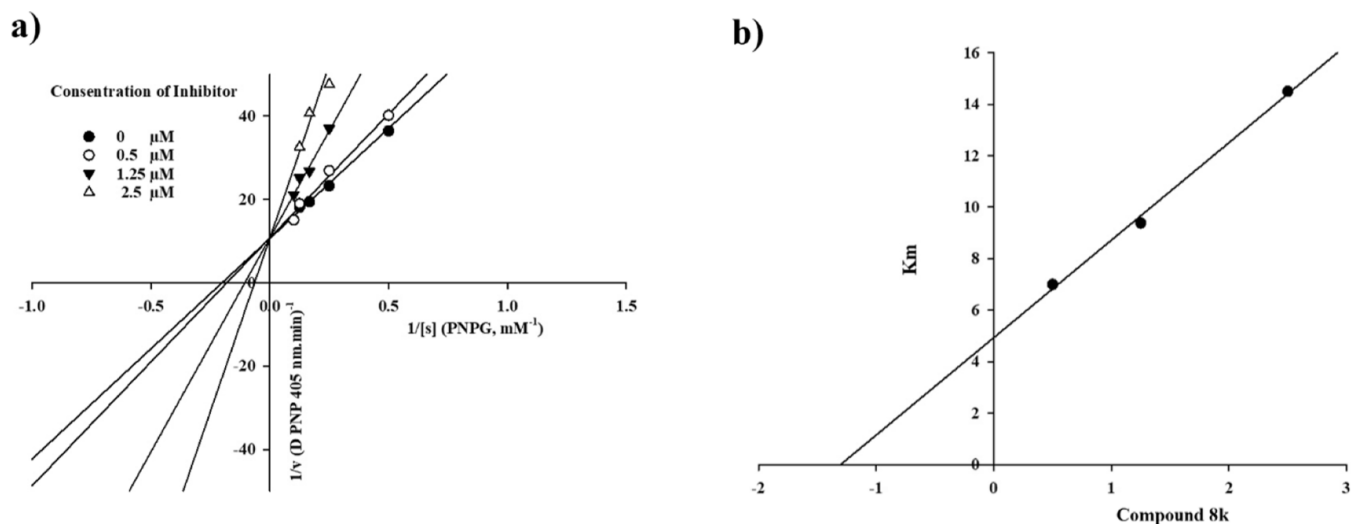 a)
Consentration of Inhibitor
0 µM
0.5 µM
1.25 µM
2.5 µM
40
20
0
-20
-40
-1.0
-0.5
0.0
0.5
1.0
1.5
1/[s] (PNPG, mM⁻¹)
1/v (D PNP 405 nm.min)⁻¹
b)
16
14
12
10
8
6
4
2
0
Km
-2
-1
0
1
2
3
Compound 8k